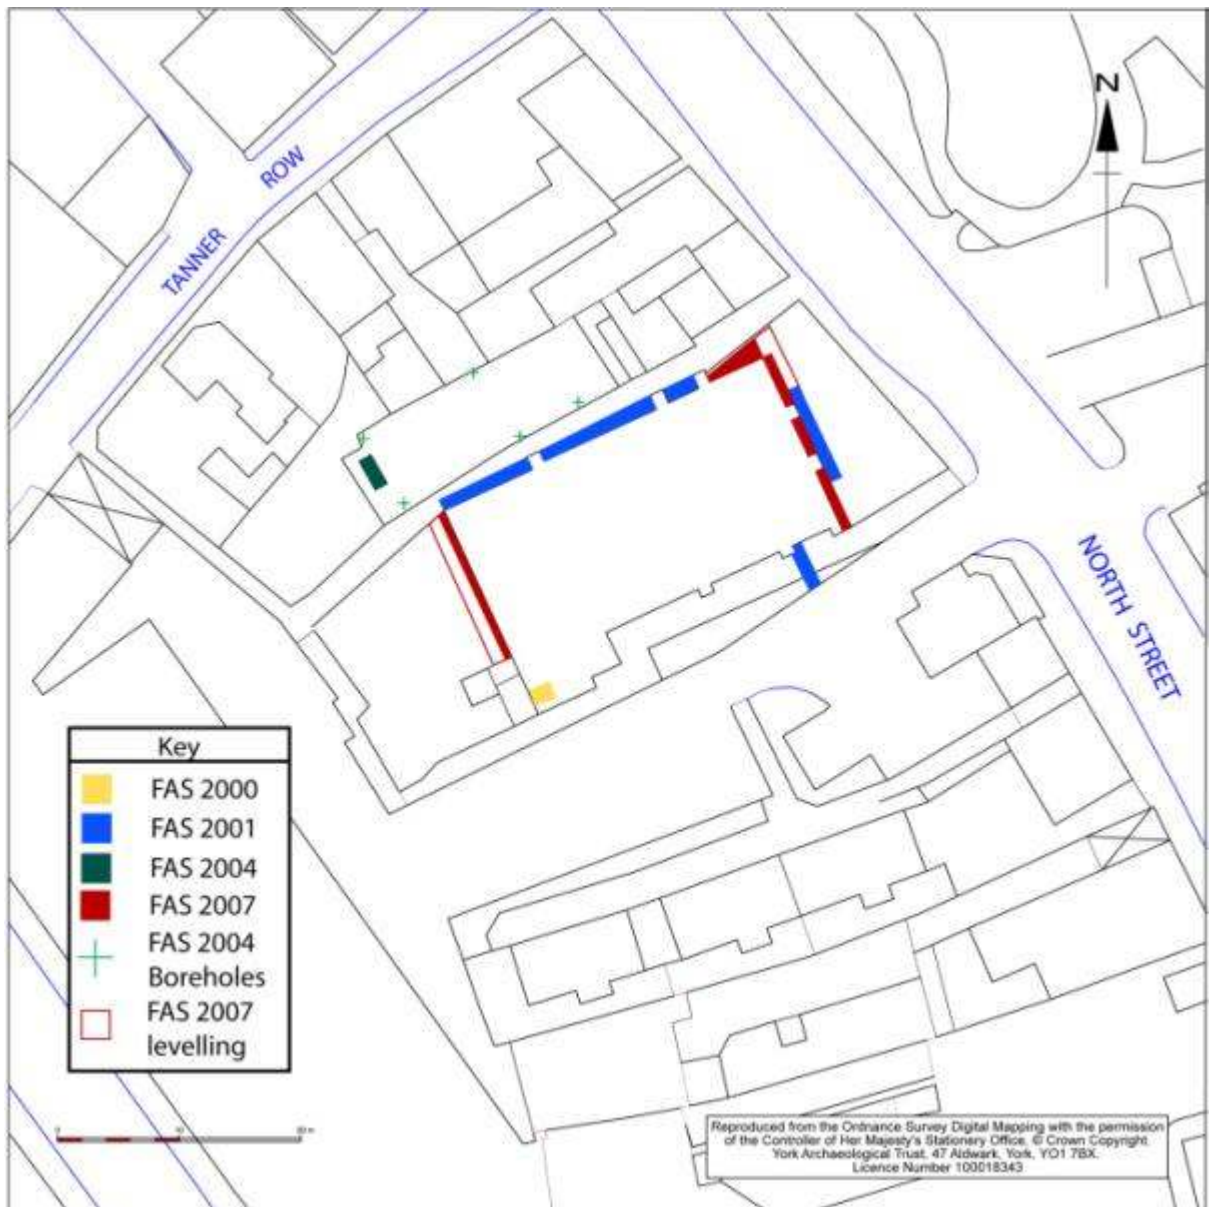 N
TANNER ROW
NORTH STREET
Key
FAS 2000
FAS 2001
FAS 2004
FAS 2007
FAS 2004
Boreholes
FAS 2007
levelling
Reproduced from the Ordnance Survey Digital Mapping with the permission
of the Controller of Her Majesty's Stationery Office, © Crown Copyright.
York Archaeological Trust, 47 Aldwark, York, YO1 7BX.
Licence Number 100018343